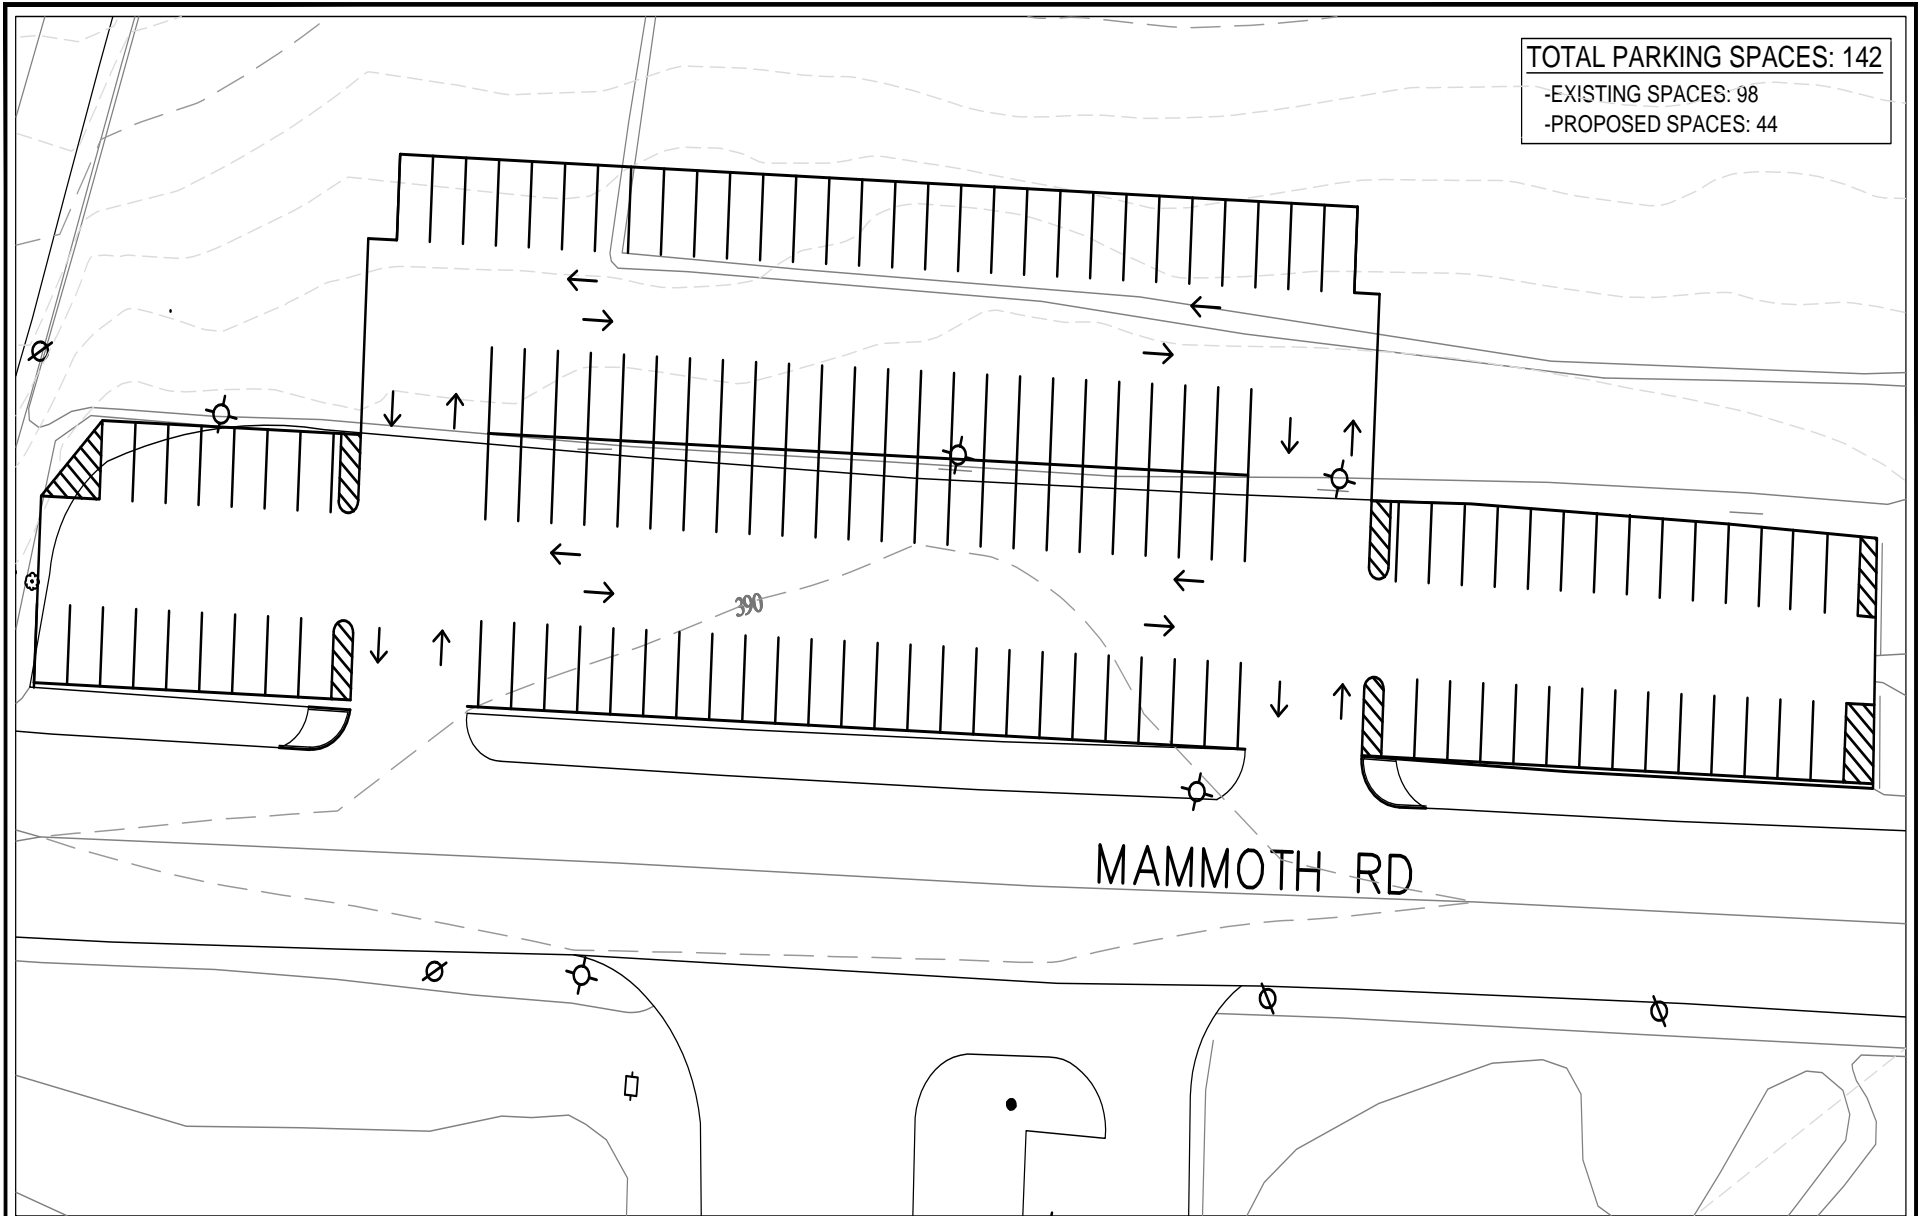 TOTAL PARKING SPACES: 142
-EXISTING SPACES: 98
-PROPOSED SPACES: 44
390
MAMMOTH RD